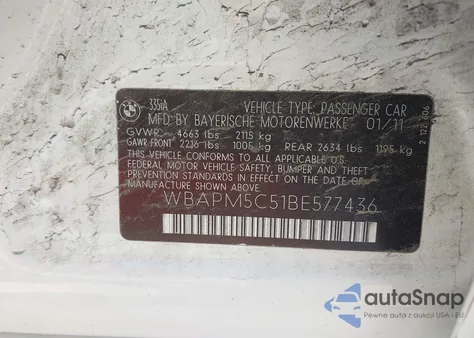 BMW
335iA
VEHICLE TYPE: PASSENGER CAR
MFD BY BAYERISCHE MOTORENWERKE 01/11
GVWR 4663 lbs 2115 kg
GAWR FRONT 2216 lbs 1005 kg REAR 2634 lbs 1195 kg
THIS VEHICLE CONFORMS TO ALL APPLICABLE U.S.
FEDERAL MOTOR VEHICLE SAFETY, BUMPER AND THEFT
PREVENTION STANDARDS IN EFFECT ON THE DATE OF
MANUFACTURE SHOWN ABOVE.
WBAPM5C51BE577436
autoSnap
Pewne auta z aukcji USA i EU